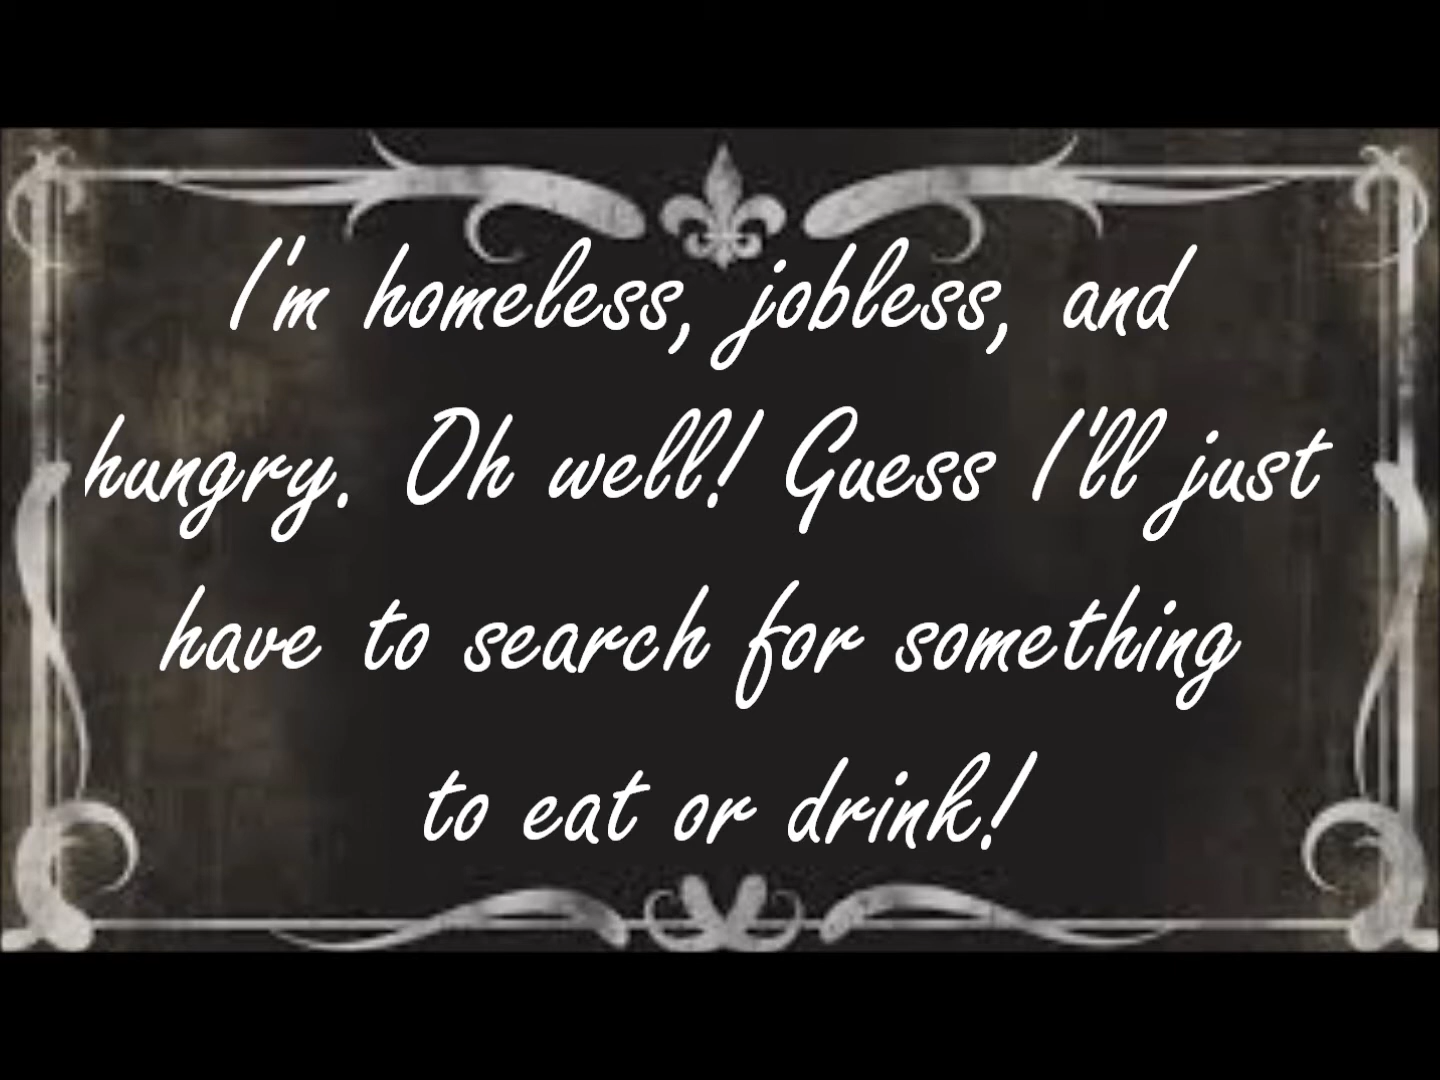 I'm homeless, jobless, and
hungry. Oh well! Guess I'll just
have to search for something
to eat or drink!